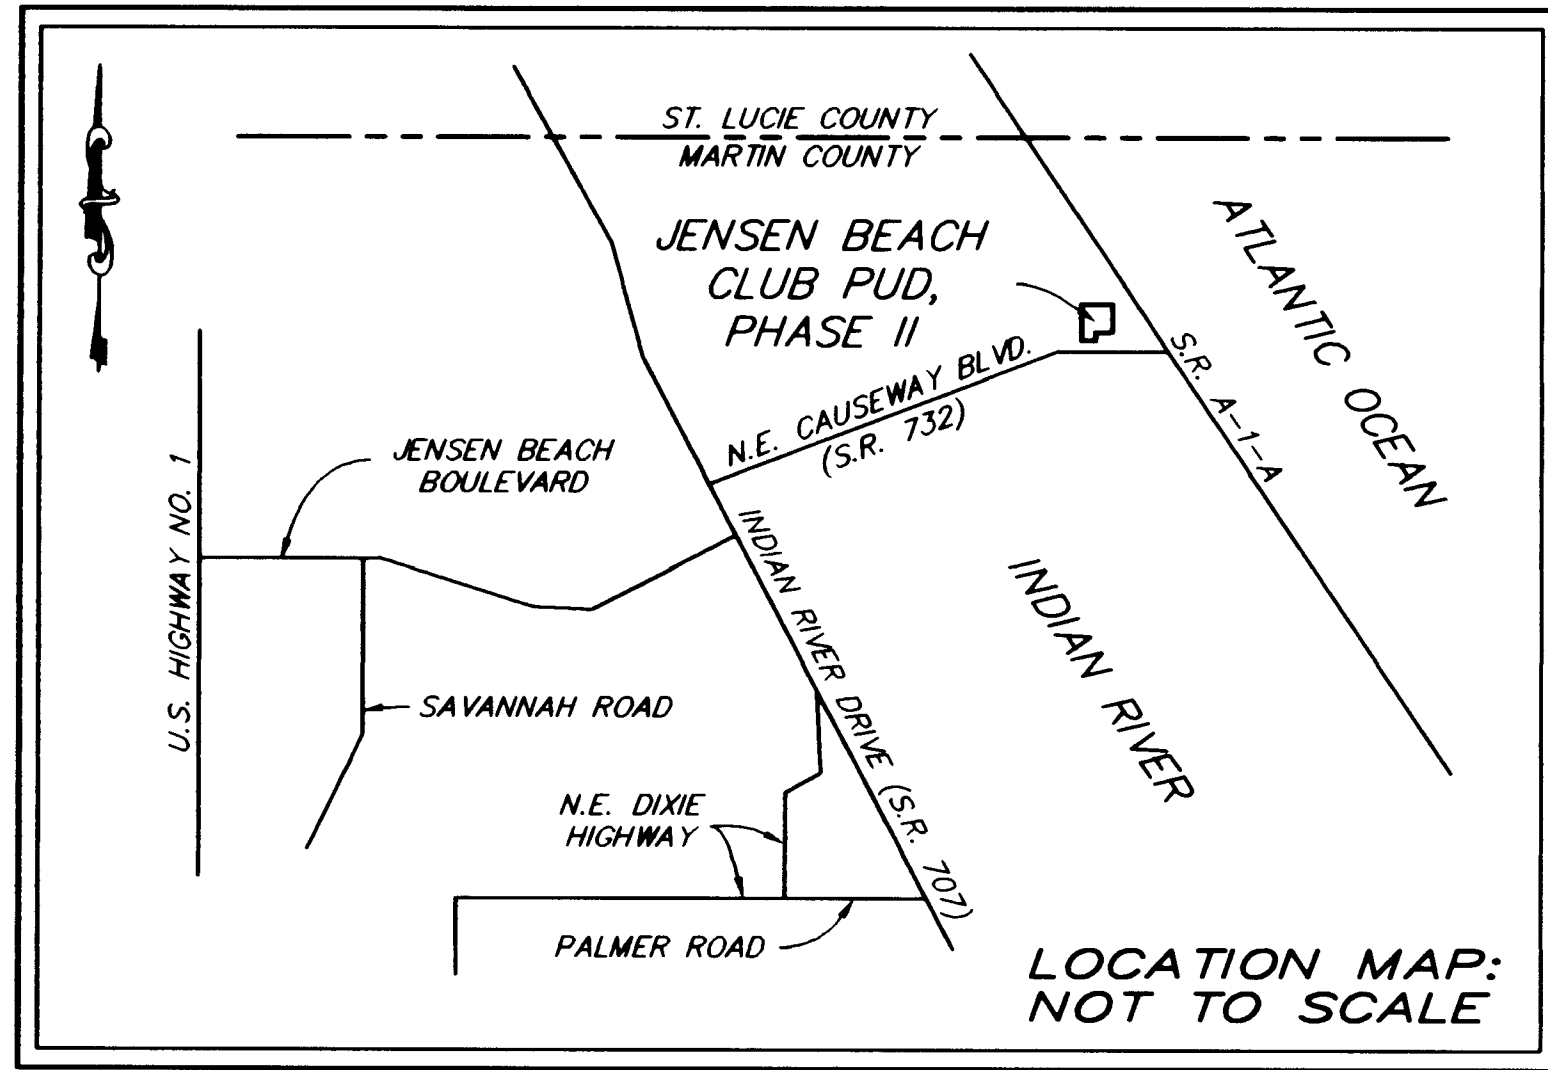 ST. LUCIE COUNTY
MARTIN COUNTY
JENSEN BEACH
CLUB PUD,
PHASE II
ATLANTIC OCEAN
S.R. A-1-A
N.E. CAUSEWAY BLVD.
(S.R. 732)
JENSEN BEACH
BOULEVARD
U.S. HIGHWAY NO. 1
INDIAN RIVER DRIVE (S.R. 707)
INDIAN RIVER
SAVANNAH ROAD
N.E. DIXIE
HIGHWAY
PALMER ROAD
LOCATION MAP:
NOT TO SCALE